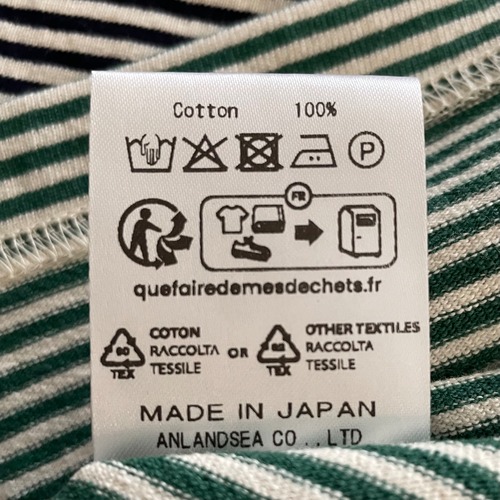 Cotton 100%
P
FR
quefairedemesdechets.fr
60
TEX
COTON
RACCOLTA
TESSILE
OR
TEX
OTHER TEXTILES
RACCOLTA
TESSILE
MADE IN JAPAN
ANLANDSEA CO .,LTD